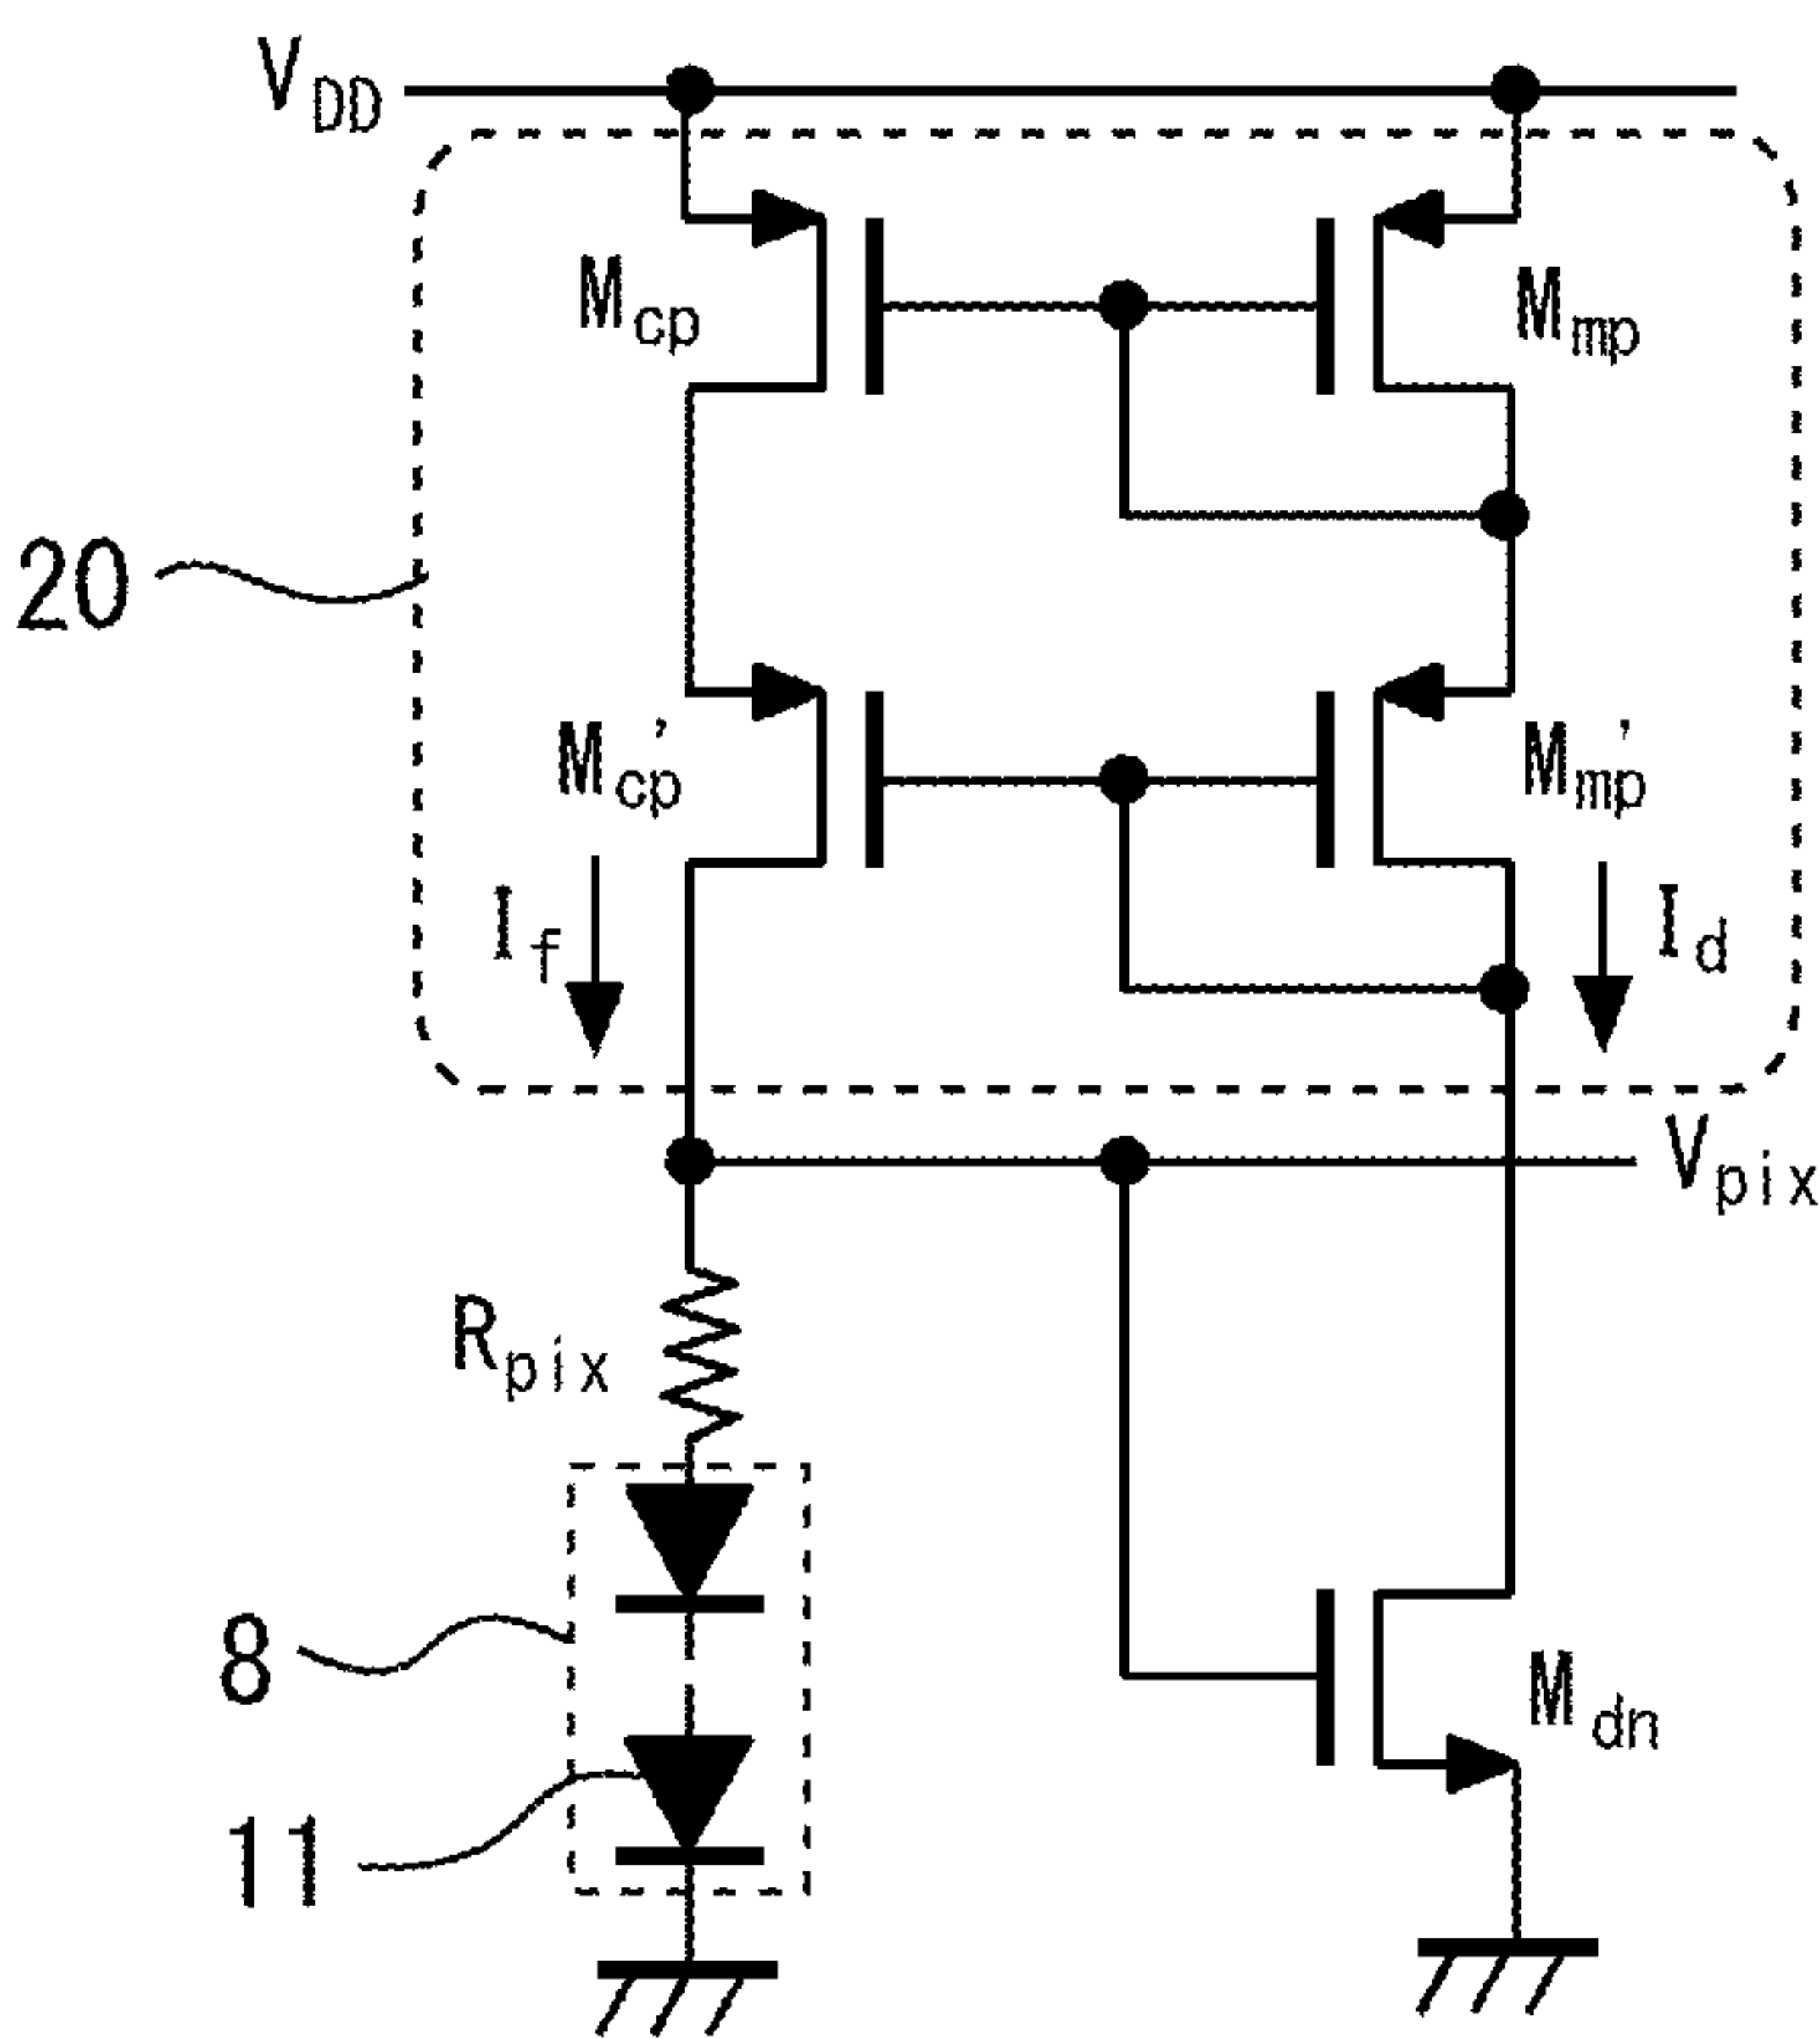 VDD
Mcp
Mmp
20
Mcp'
Mmp'
If
Id
Vpix
Rpix
8
Mdn
11